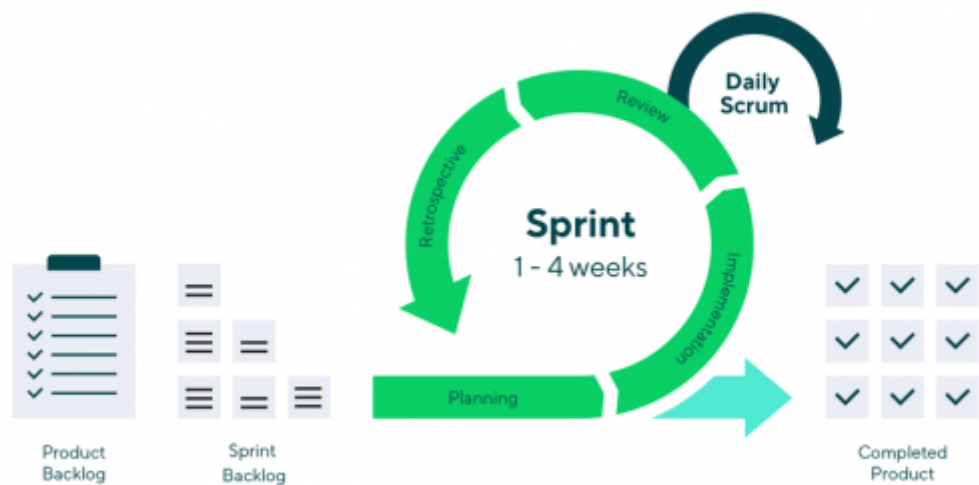 Product
Backlog
Sprint
Backlog
Planning
Implementation
Review
Retrospective
Sprint
1 - 4 weeks
Daily
Scrum
Completed
Product